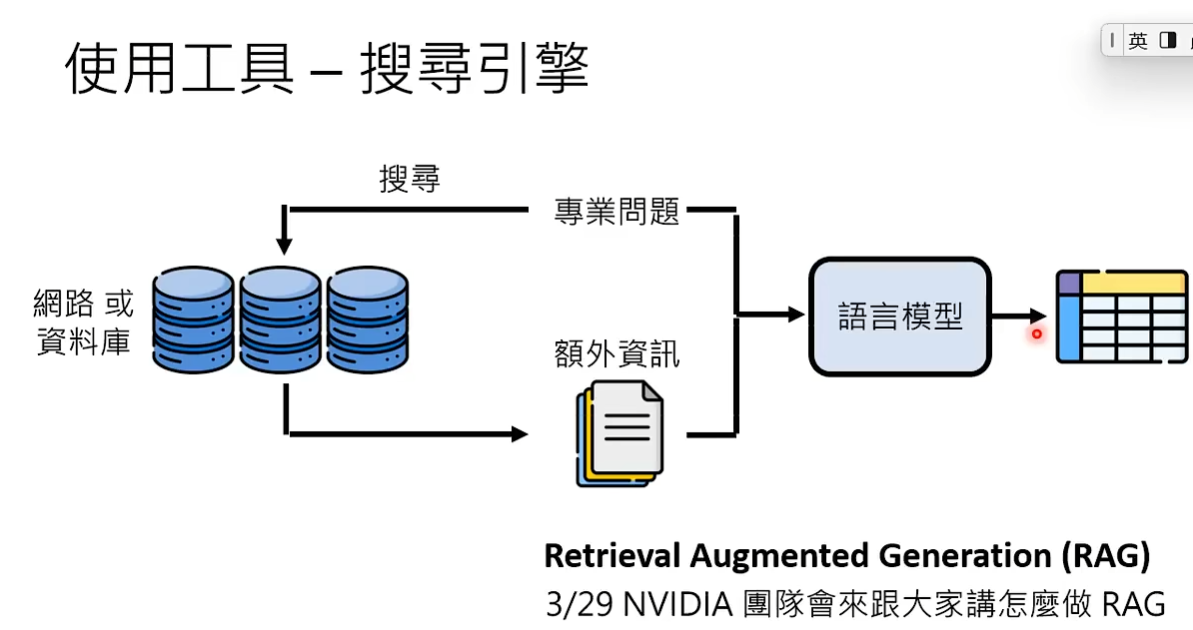 英
使用工具 – 搜尋引擎
搜尋
專業問題
網路 或
資料庫
語言模型
額外資訊
Retrieval Augmented Generation (RAG)
3/29 NVIDIA 團隊會來跟大家講怎麼做 RAG